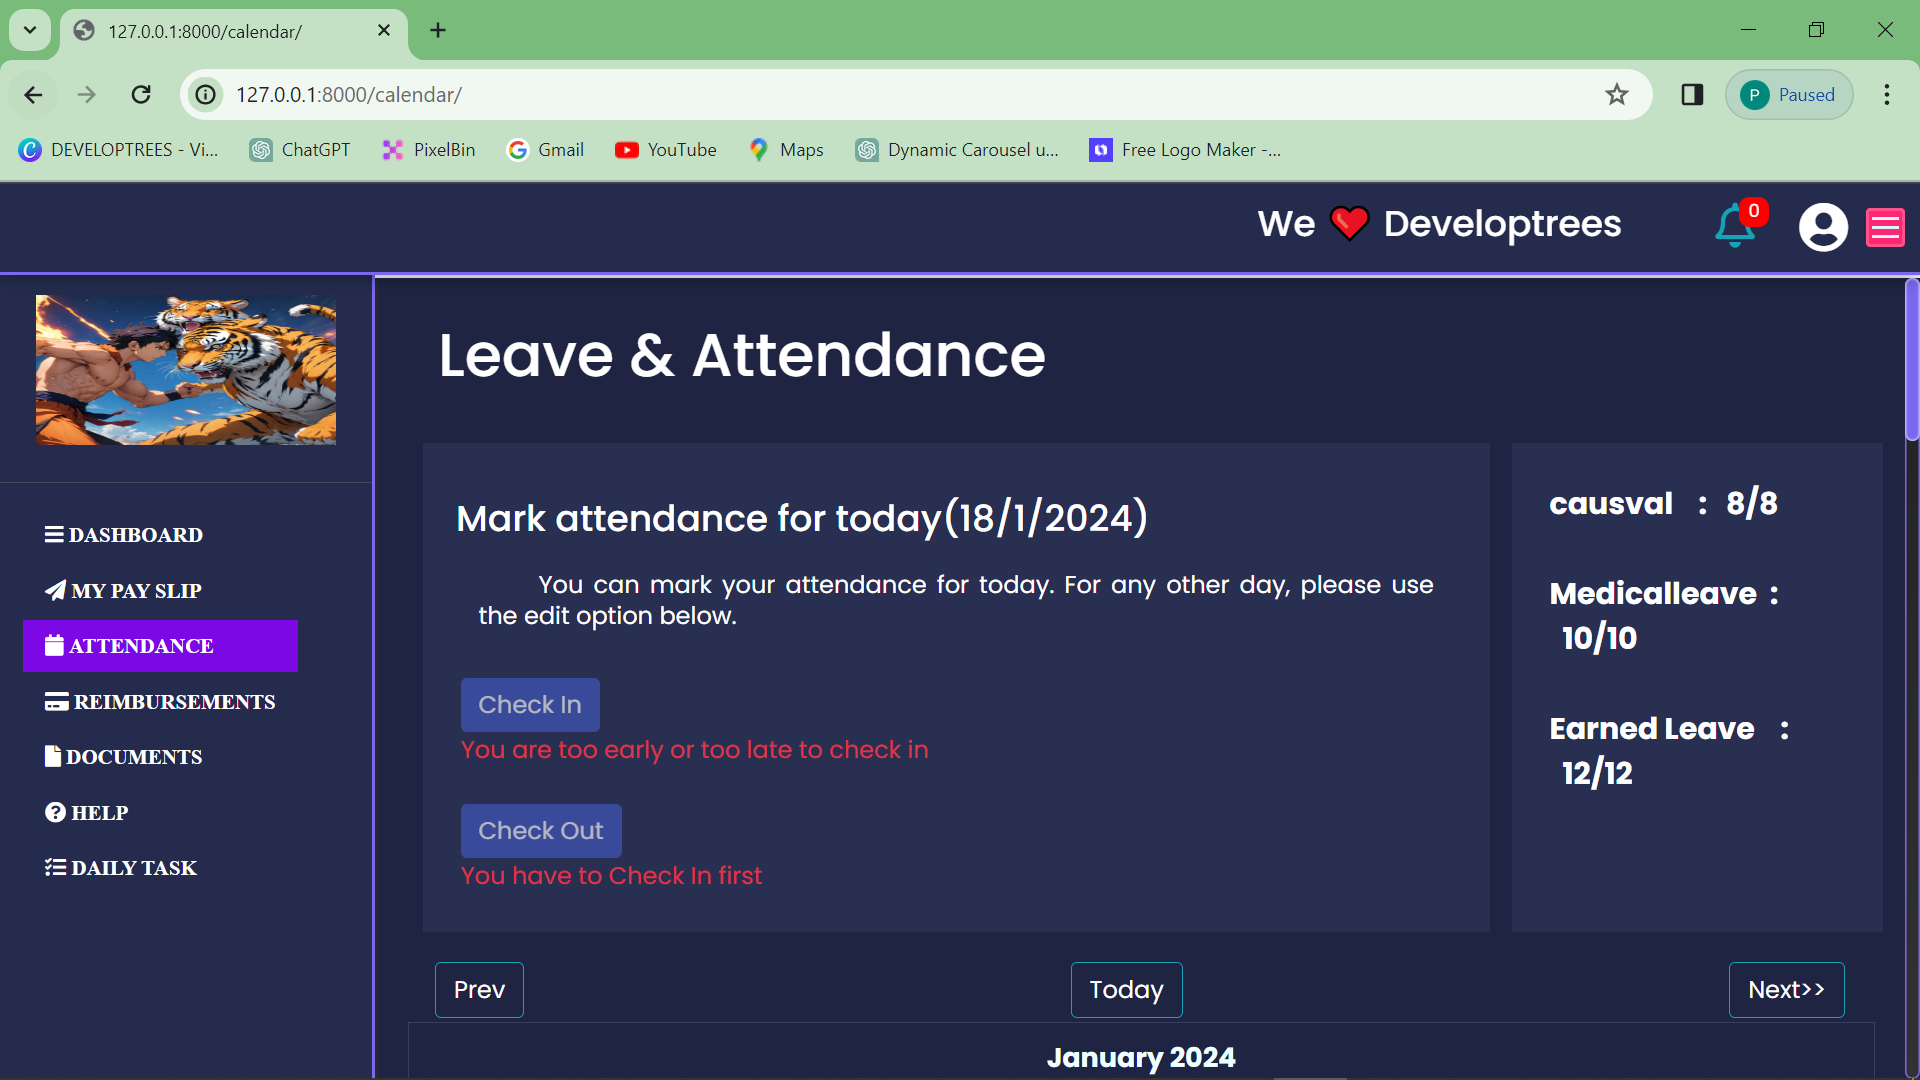 127.0.0.1:8000/calendar/
127.0.0.1:8000/calendar/
P Paused
DEVELOPTREES - Vi... ChatGPT PixelBin Gmail YouTube Maps Dynamic Carousel u... Free Logo Maker -...
We Developtrees
0
Leave & Attendance
DASHBOARD
MY PAY SLIP
ATTENDANCE
REIMBURSEMENTS
DOCUMENTS
HELP
DAILY TASK
Mark attendance for today(18/1/2024)
You can mark your attendance for today. For any other day, please use
the edit option below.
Check In
You are too early or too late to check in
Check Out
You have to Check In first
causval : 8/8
Medicalleave :
10/10
Earned Leave :
12/12
Prev
Today
Next>>
January 2024